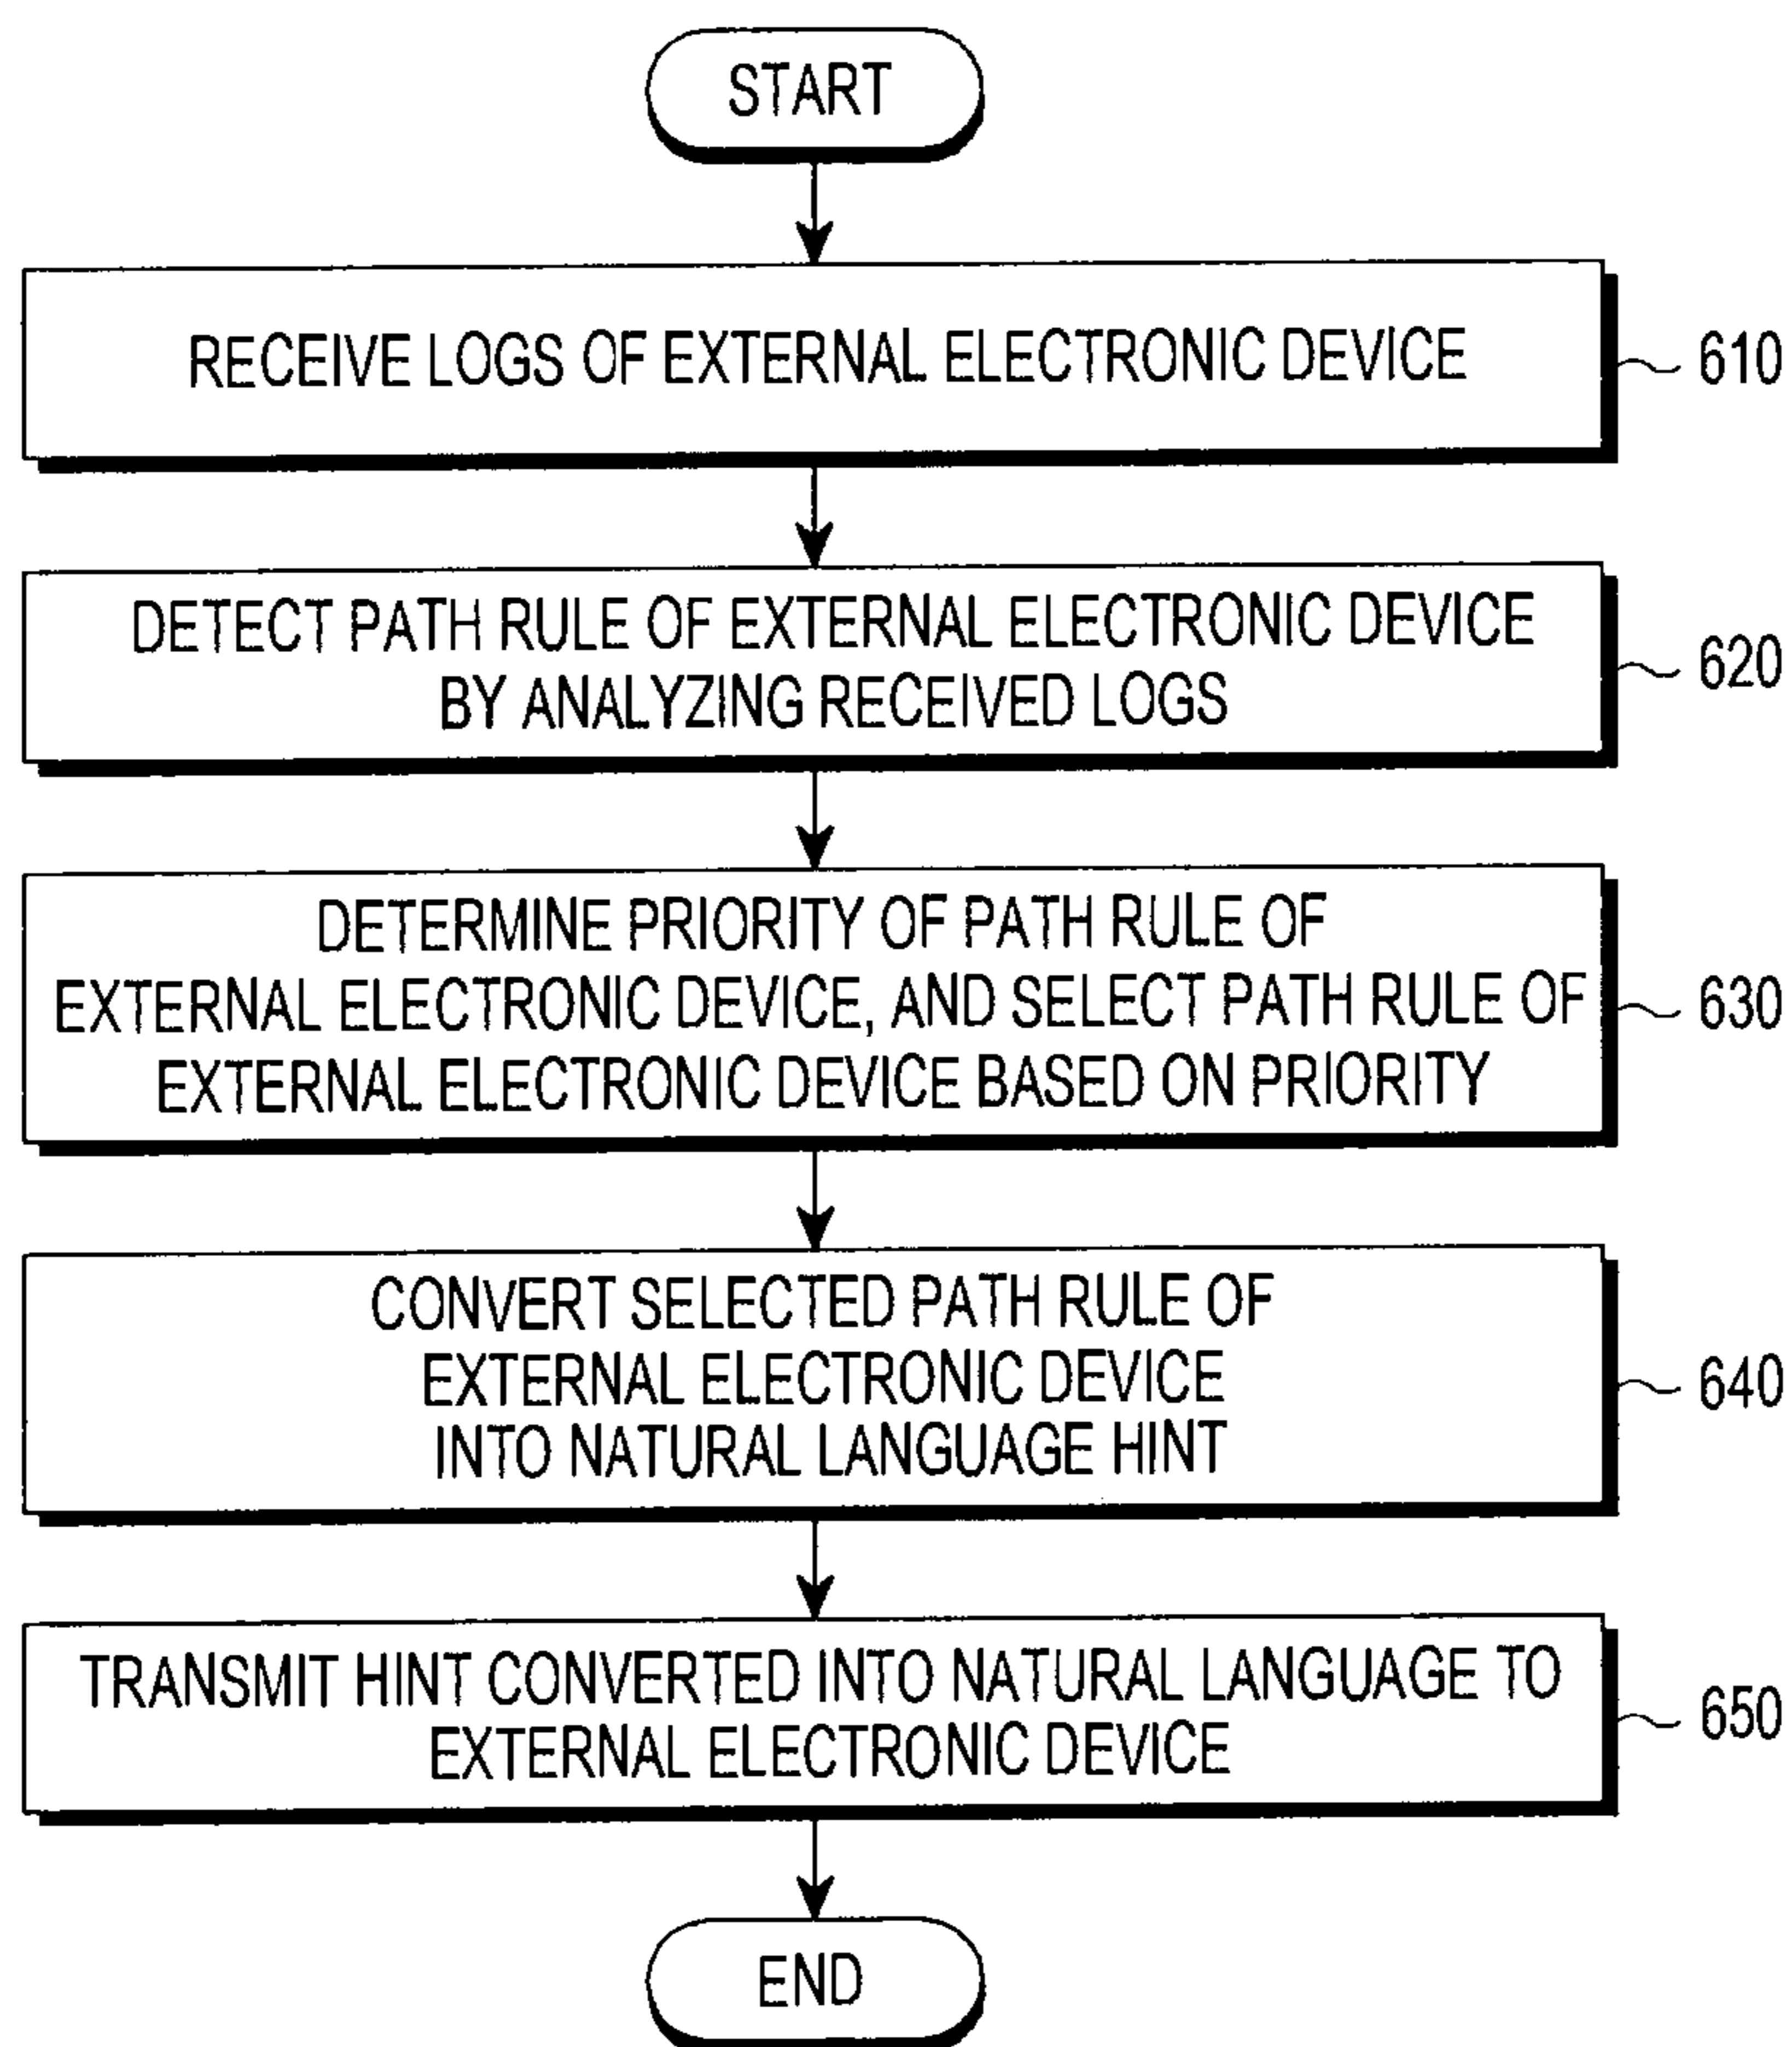 START
RECEIVE LOGS OF EXTERNAL ELECTRONIC DEVICE
610
DETECT PATH RULE OF EXTERNAL ELECTRONIC DEVICE
BY ANALYZING RECEIVED LOGS
620
DETERMINE PRIORITY OF PATH RULE OF
EXTERNAL ELECTRONIC DEVICE, AND SELECT PATH RULE OF
EXTERNAL ELECTRONIC DEVICE BASED ON PRIORITY
630
CONVERT SELECTED PATH RULE OF
EXTERNAL ELECTRONIC DEVICE
INTO NATURAL LANGUAGE HINT
640
TRANSMIT HINT CONVERTED INTO NATURAL LANGUAGE TO
EXTERNAL ELECTRONIC DEVICE
650
END